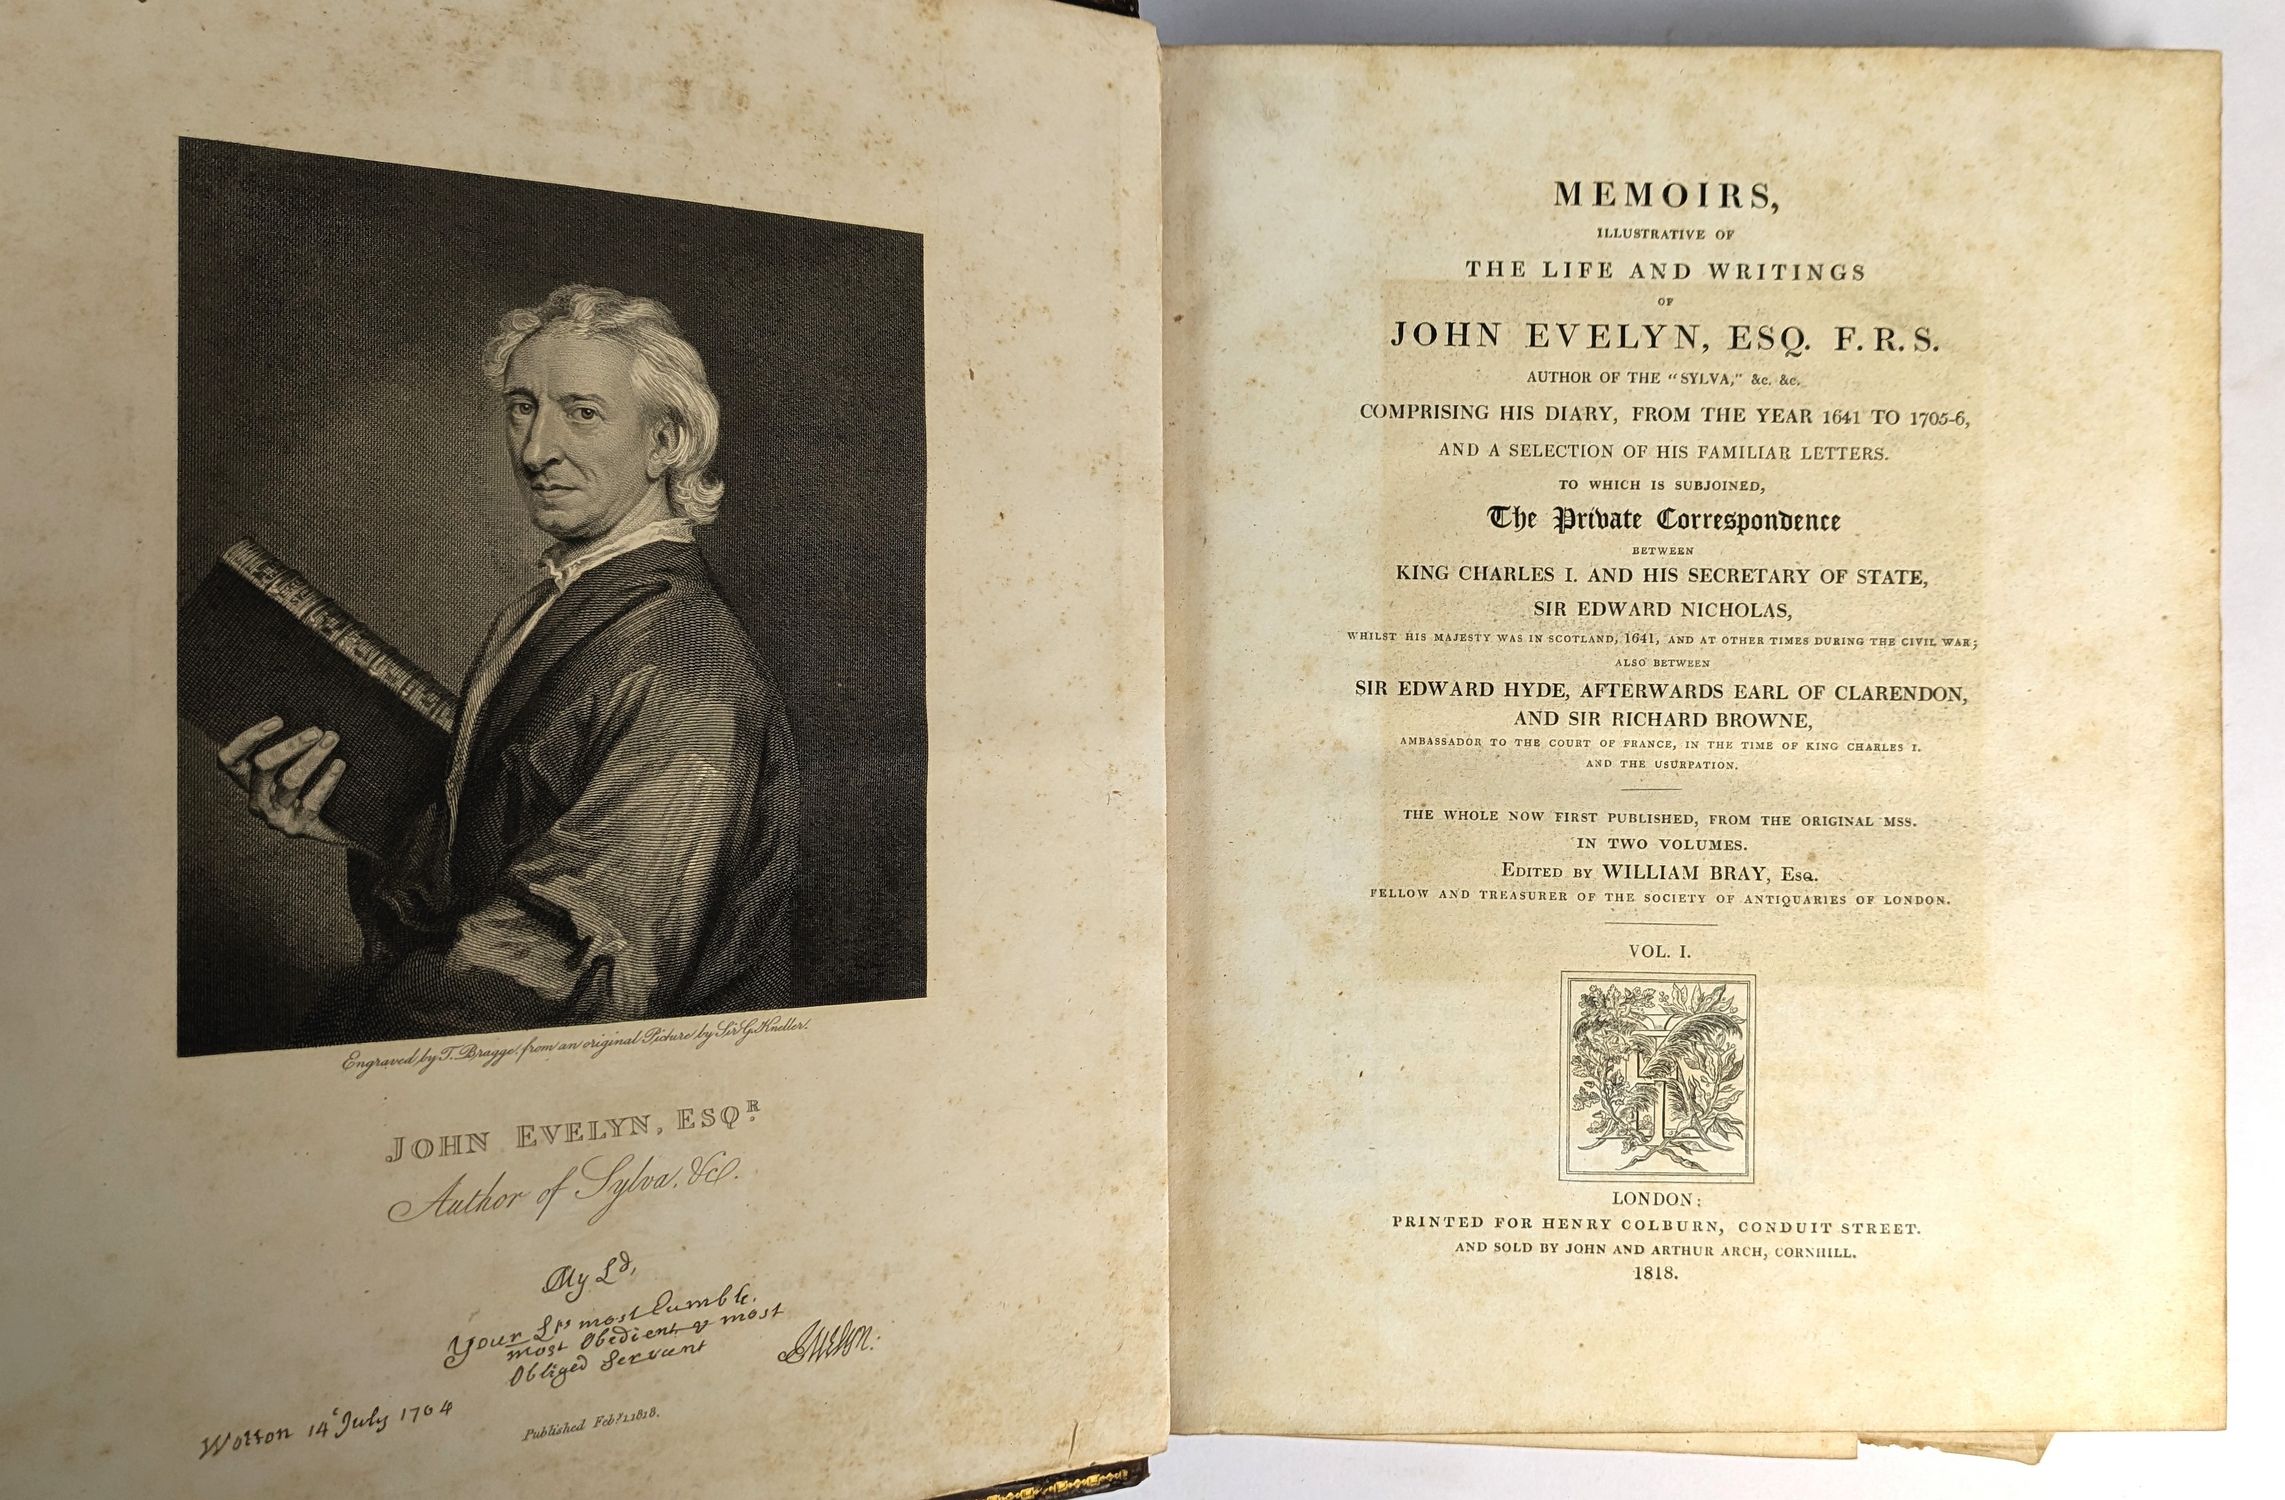 Engraved by T. Bragge, from an original Picture by Sir G. Kneller.
JOHN EVELYN, ESQR.
Author of Sylva, &c.
My Ld,
Your Lps most humble,
most Obedient & most
Obliged Servant
JEvelyn:
Wotton 14t July 1704
Published Feby. 1. 1818.
MEMOIRS,
ILLUSTRATIVE OF
THE LIFE AND WRITINGS
OF
JOHN EVELYN, ESQ. F. R. S.
AUTHOR OF THE "SYLVA," &c. &c.
COMPRISING HIS DIARY, FROM THE YEAR 1641 TO 1705-6,
AND A SELECTION OF HIS FAMILIAR LETTERS.
TO WHICH IS SUBJOINED,
The Private Correspondence
BETWEEN
KING CHARLES I. AND HIS SECRETARY OF STATE,
SIR EDWARD NICHOLAS,
WHILST HIS MAJESTY WAS IN SCOTLAND, 1641, AND AT OTHER TIMES DURING THE CIVIL WAR;
ALSO BETWEEN
SIR EDWARD HYDE, AFTERWARDS EARL OF CLARENDON,
AND SIR RICHARD BROWNE,
AMBASSADOR TO THE COURT OF FRANCE, IN THE TIME OF KING CHARLES I.
AND THE USURPATION.
THE WHOLE NOW FIRST PUBLISHED, FROM THE ORIGINAL MSS.
IN TWO VOLUMES.
EDITED BY WILLIAM BRAY, ESQ.
FELLOW AND TREASURER OF THE SOCIETY OF ANTIQUARIES OF LONDON.
VOL. I.
LONDON:
PRINTED FOR HENRY COLBURN, CONDUIT STREET.
AND SOLD BY JOHN AND ARTHUR ARCH, CORNHILL.
1818.